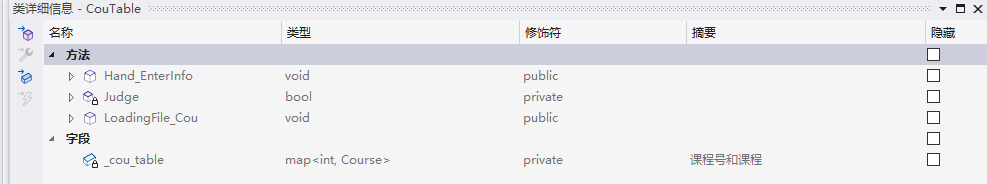 类详细信息 - CouTable
名称 类型 修饰符 摘要 隐藏
方法
Hand_EnterInfo void public
Judge bool private
LoadingFile_Cou void public
字段
_cou_table map<int, Course> private 课程号和课程